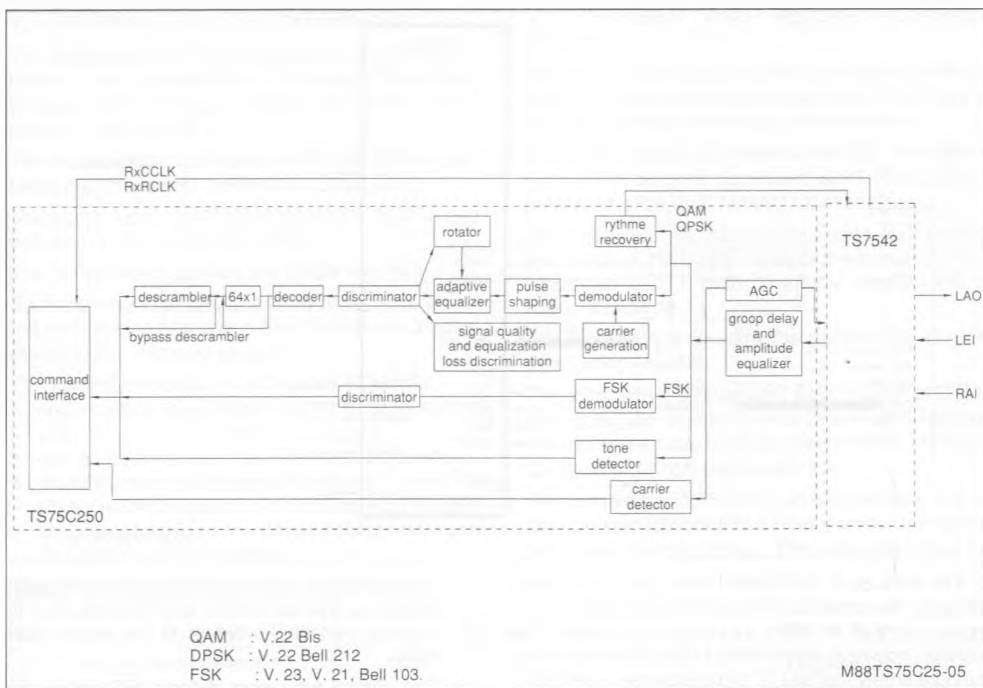 RxCCLK
RxRCLK
QAM
QPSK
TS7542
rythme
recovery
rotator
AGC
LAO
descrambler
64x1
decoder
discriminator
adaptive
equalizer
pulse
shaping
demodulator
groop delay
and
amplitude
equalizer
LEI
bypass descrambler
signal quality
and equalization
loss discrimination
carrier
generation
command
interface
discriminator
FSK
demodulator
FSK
RAI
tone
detector
carrier
detector
TS75C250
QAM : V.22 Bis
DPSK : V. 22 Bell 212
FSK : V. 23, V. 21, Bell 103.
M88TS75C25-05